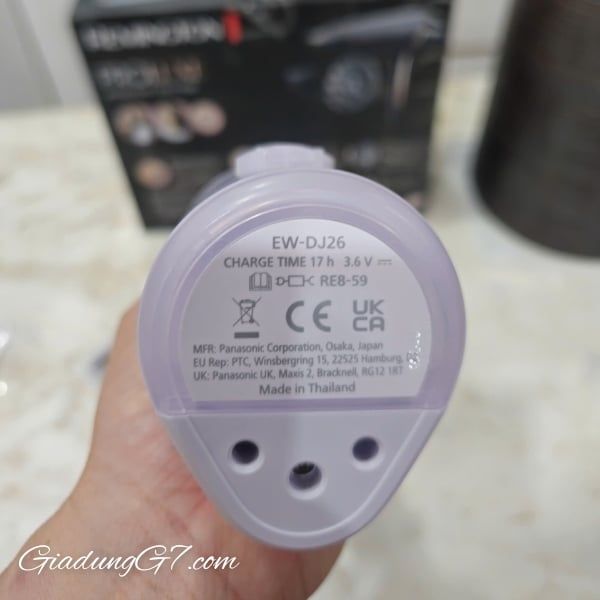 REMINGTON
EW-DJ26
CHARGE TIME 17 h 3.6 V
RE8-59
CE UK CA
MFR: Panasonic Corporation, Osaka, Japan
EU Rep: PTC, Winsbergring 15, 22525 Hamburg,
UK: Panasonic UK, Maxis 2, Bracknell, RG12 1RT
Made in Thailand
GiadungG7.com